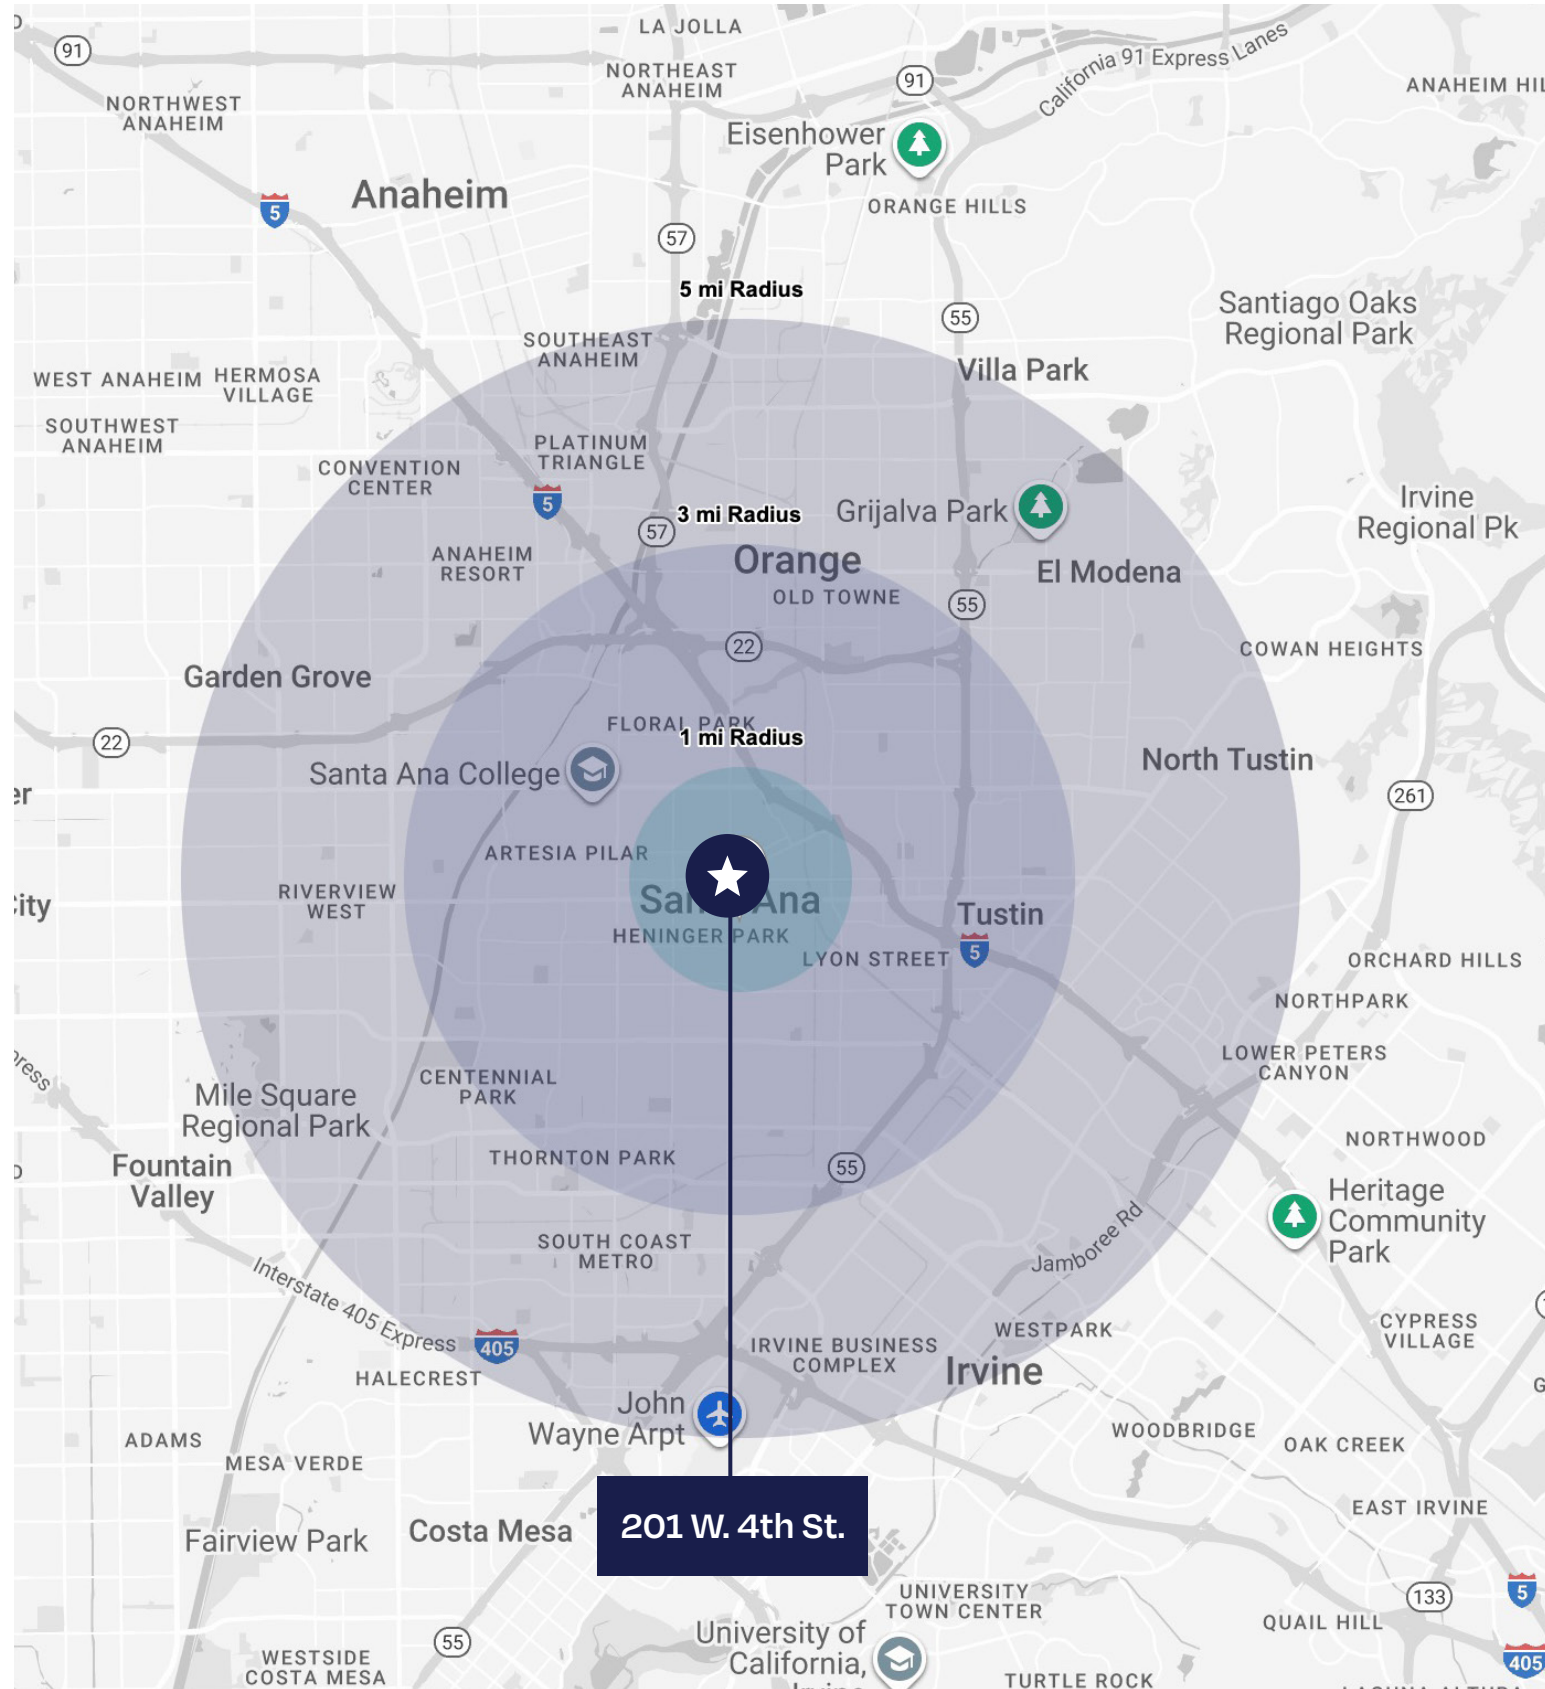 LA JOLLA
91
NORTHEAST
ANAHEIM
91
California 91 Express Lanes
ANAHEIM HIL
NORTHWEST
ANAHEIM
Eisenhower
Park
Anaheim
5
ORANGE HILLS
57
5 mi Radius
Santiago Oaks
Regional Park
55
SOUTHEAST
ANAHEIM
Villa Park
WEST ANAHEIM
HERMOSA
VILLAGE
SOUTHWEST
ANAHEIM
PLATINUM
TRIANGLE
CONVENTION
CENTER
5
3 mi Radius
Grijalva Park
Irvine
Regional Pk
57
ANAHEIM
RESORT
Orange
OLD TOWNE
El Modena
55
22
COWAN HEIGHTS
Garden Grove
FLORAL PARK
1 mi Radius
22
Santa Ana College
North Tustin
er
261
ARTESIA PILAR
RIVERVIEW
WEST
City
San Ana
Tustin
HENINGER PARK
LYON STREET
5
ORCHARD HILLS
NORTHPARK
LOWER PETERS
CANYON
press
CENTENNIAL
PARK
Mile Square
Regional Park
NORTHWOOD
THORNTON PARK
55
Fountain
Valley
Heritage
Community
Park
SOUTH COAST
METRO
Jamboree Rd
Interstate 405 Express
405
IRVINE BUSINESS
COMPLEX
WESTPARK
CYPRESS
VILLAGE
Irvine
HALECREST
John
Wayne Arpt
ADAMS
MESA VERDE
WOODBRIDGE
OAK CREEK
EAST IRVINE
201 W. 4th St.
Fairview Park
Costa Mesa
UNIVERSITY
TOWN CENTER
133
5
QUAIL HILL
55
University of
California,
Irvine
WESTSIDE
COSTA MESA
TURTLE ROCK
405